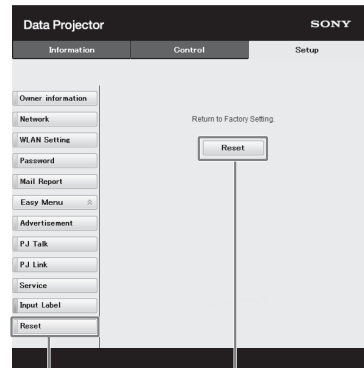 Data Projector
SONY
Information
Control
Setup
Owner information
Network
WLAN Setting
Password
Mail Report
Easy Menu
Advertisement
PJ Talk
PJ Link
Service
Input Label
Reset
Return to Factory Setting.
Reset